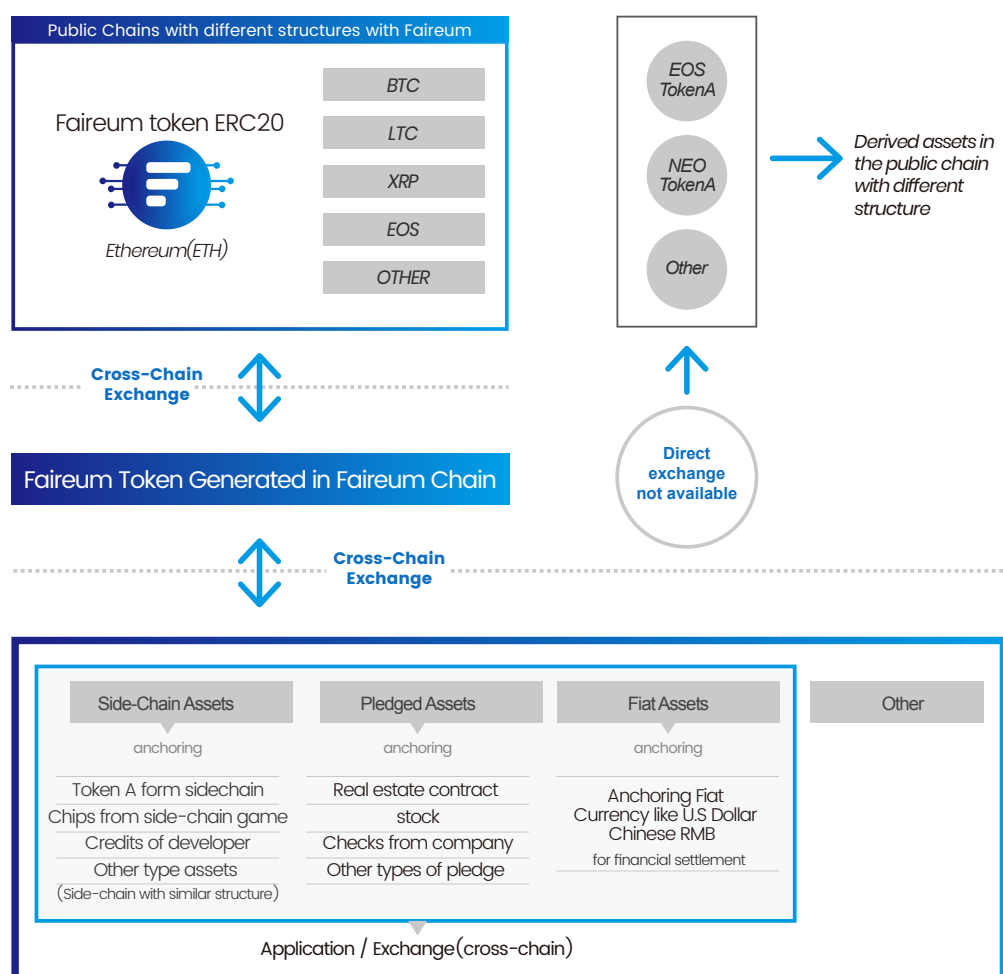 Public Chains with different structures with Faireum
Faireum token ERC20
Ethereum(ETH)
BTC
LTC
XRP
EOS
OTHER
EOS
TokenA
NEO
TokenA
Other
Derived assets in
the public chain
with different
structure
Cross-Chain
Exchange
Faireum Token Generated in Faireum Chain
Direct
exchange
not available
Cross-Chain
Exchange
Side-Chain Assets
anchoring
Token A form sidechain
Chips from side-chain game
Credits of developer
Other type assets
(Side-chain with similar structure)
Pledged Assets
anchoring
Real estate contract
stock
Checks from company
Other types of pledge
Fiat Assets
anchoring
Anchoring Fiat
Currency like U.S Dollar
Chinese RMB
for financial settlement
Other
Application / Exchange(cross-chain)